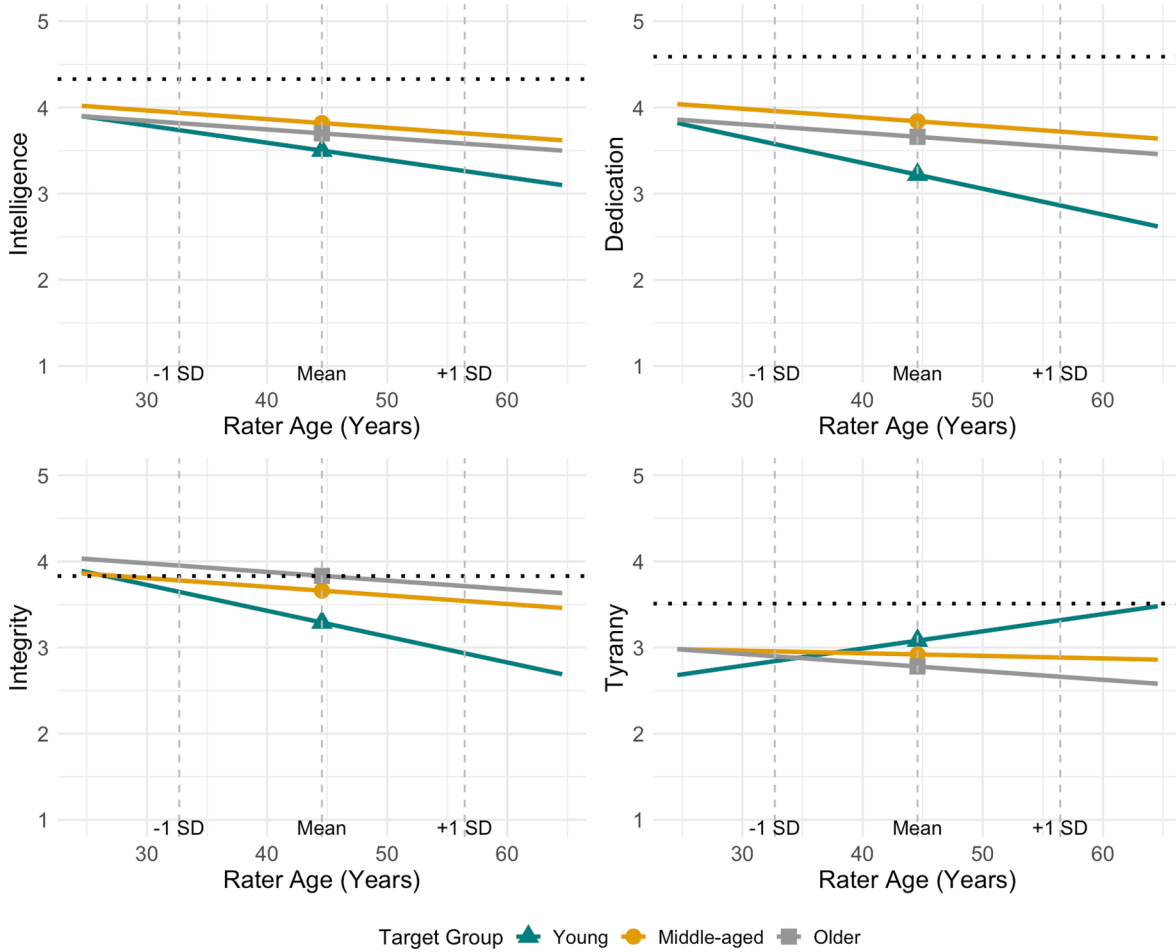 5
4
3
2
1
Intelligence
-1 SD Mean +1 SD
30 40 50 60
Rater Age (Years)
5
4
3
2
1
Dedication
-1 SD Mean +1 SD
30 40 50 60
Rater Age (Years)
5
4
3
2
1
Integrity
-1 SD Mean +1 SD
30 40 50 60
Rater Age (Years)
5
4
3
2
1
Tyranny
-1 SD Mean +1 SD
30 40 50 60
Rater Age (Years)
Target Group Young Middle-aged Older